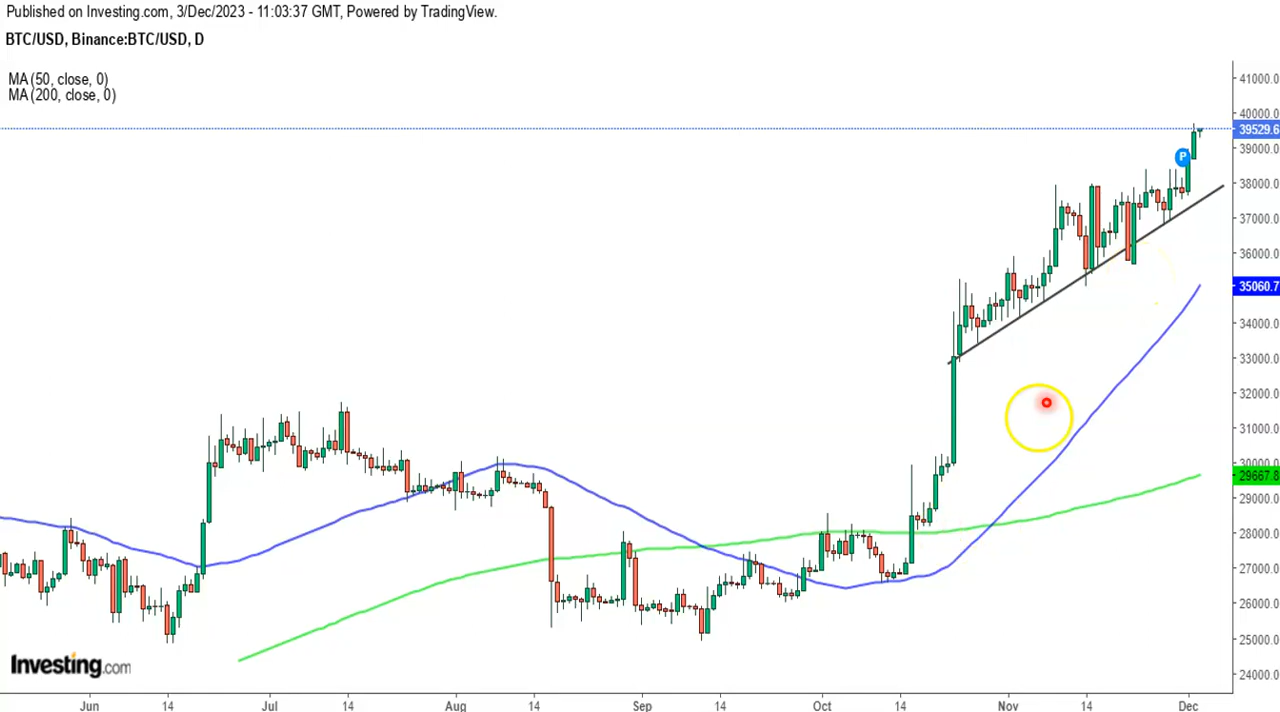 Published on Investing.com, 3/Dec/2023 - 11:03:37 GMT, Powered by TradingView.
BTC/USD, Binance:BTC/USD, D
MA (50, close, 0)
MA (200, close, 0)
41000.0
40000.0
39529.6
39000.0
P
38000.0
37000.0
36000.0
35060.7
34000.0
33000.0
32000.0
31000.0
30000.0
29667.8
29000.0
28000.0
27000.0
26000.0
25000.0
24000.0
Investing.com
Jun 14 Jul 14 Aug 14 Sep 14 Oct 14 Nov 14 Dec